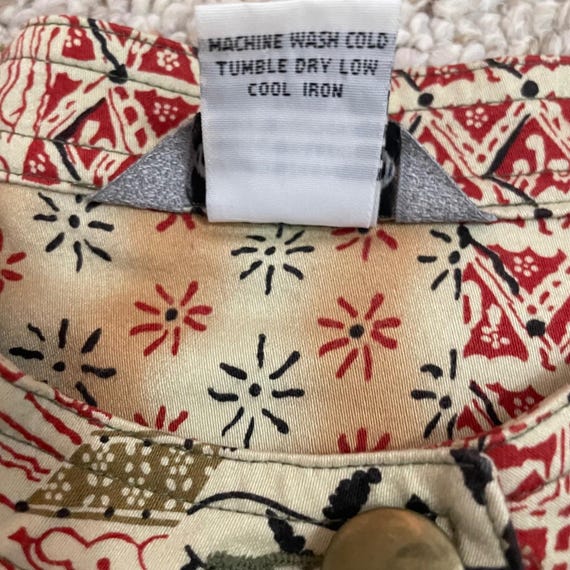 MACHINE WASH COLD
TUMBLE DRY LOW
COOL IRON